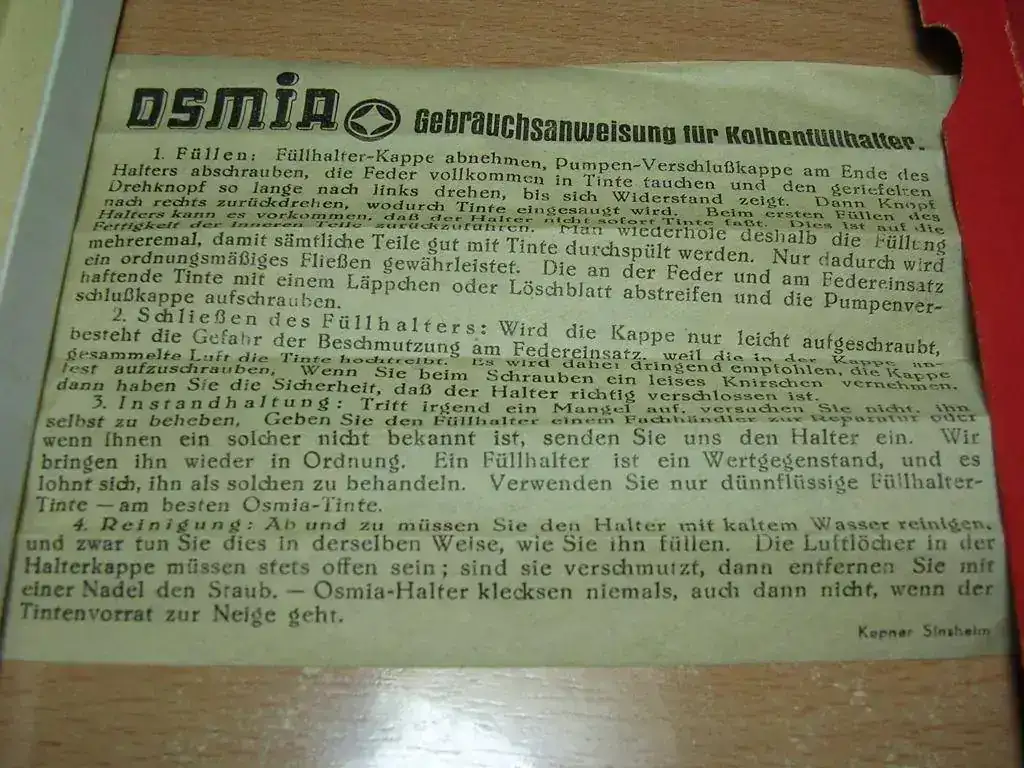 OSMIA Gebrauchsanweisung für Kolbenfüllhalter.
1. Füllen: Füllhalter-Kappe abnehmen, Pumpen-Verschlußkappe am Ende des
Halters abschrauben, die Feder vollkommen in Tinte tauchen und den geriefelten
Drehknopf so lange nach links drehen, bis sich Widerstand zeigt. Dann Knopf
nach rechts zurückdrehen, wodurch Tinte eingesaugt wird. Beim ersten Füllen des
Halters kann es vorkommen, daß der Halter nicht sofort Tinte faßt. Dies ist auf die
Fettigkeit der inneren Teile zurückzuführen. Man wiederhole deshalb die Füllung
mehreremal, damit sämtliche Teile gut mit Tinte durchspült werden. Nur dadurch wird
ein ordnungsmäßiges Fließen gewährleistet. Die an der Feder und am Federeinsatz
haftende Tinte mit einem Läppchen oder Löschblatt abstreifen und die Pumpenver-
schlußkappe aufschrauben.
2. Schließen des Füllhalters: Wird die Kappe nur leicht aufgeschraubt,
besteht die Gefahr der Beschmutzung am Federeinsatz, weil die in der Kappe an-
gesammelte Luft die Tinte hochtreibt. Es wird daher dringend empfohlen, die Kappe
fest aufzuschrauben. Wenn Sie beim Schrauben ein leises Knirschen vernehmen,
dann haben Sie die Sicherheit, daß der Halter richtig verschlossen ist.
3. Instandhaltung: Tritt irgend ein Mangel auf, versuchen Sie nicht, ihn
selbst zu beheben, Geben Sie den Füllhalter einem Fachhändler zur Reparatur oder
wenn Ihnen ein solcher nicht bekannt ist, senden Sie uns den Halter ein. Wir
bringen ihn wieder in Ordnung. Ein Füllhalter ist ein Wertgegenstand, und es
lohnt sich, ihn als solchen zu behandeln. Verwenden Sie nur dünnflüssige Füllhalter-
Tinte — am besten Osmia-Tinte.
4. Reinigung: Ab und zu müssen Sie den Halter mit kaltem Wasser reinigen,
und zwar tun Sie dies in derselben Weise, wie Sie ihn füllen. Die Luftlöcher in der
Halterkappe müssen stets offen sein; sind sie verschmutzt, dann entfernen Sie mit
einer Nadel den Staub. — Osmia-Halter klecksen niemals, auch dann nicht, wenn der
Tintenvorrat zur Neige geht.
Kepner Sinsheim